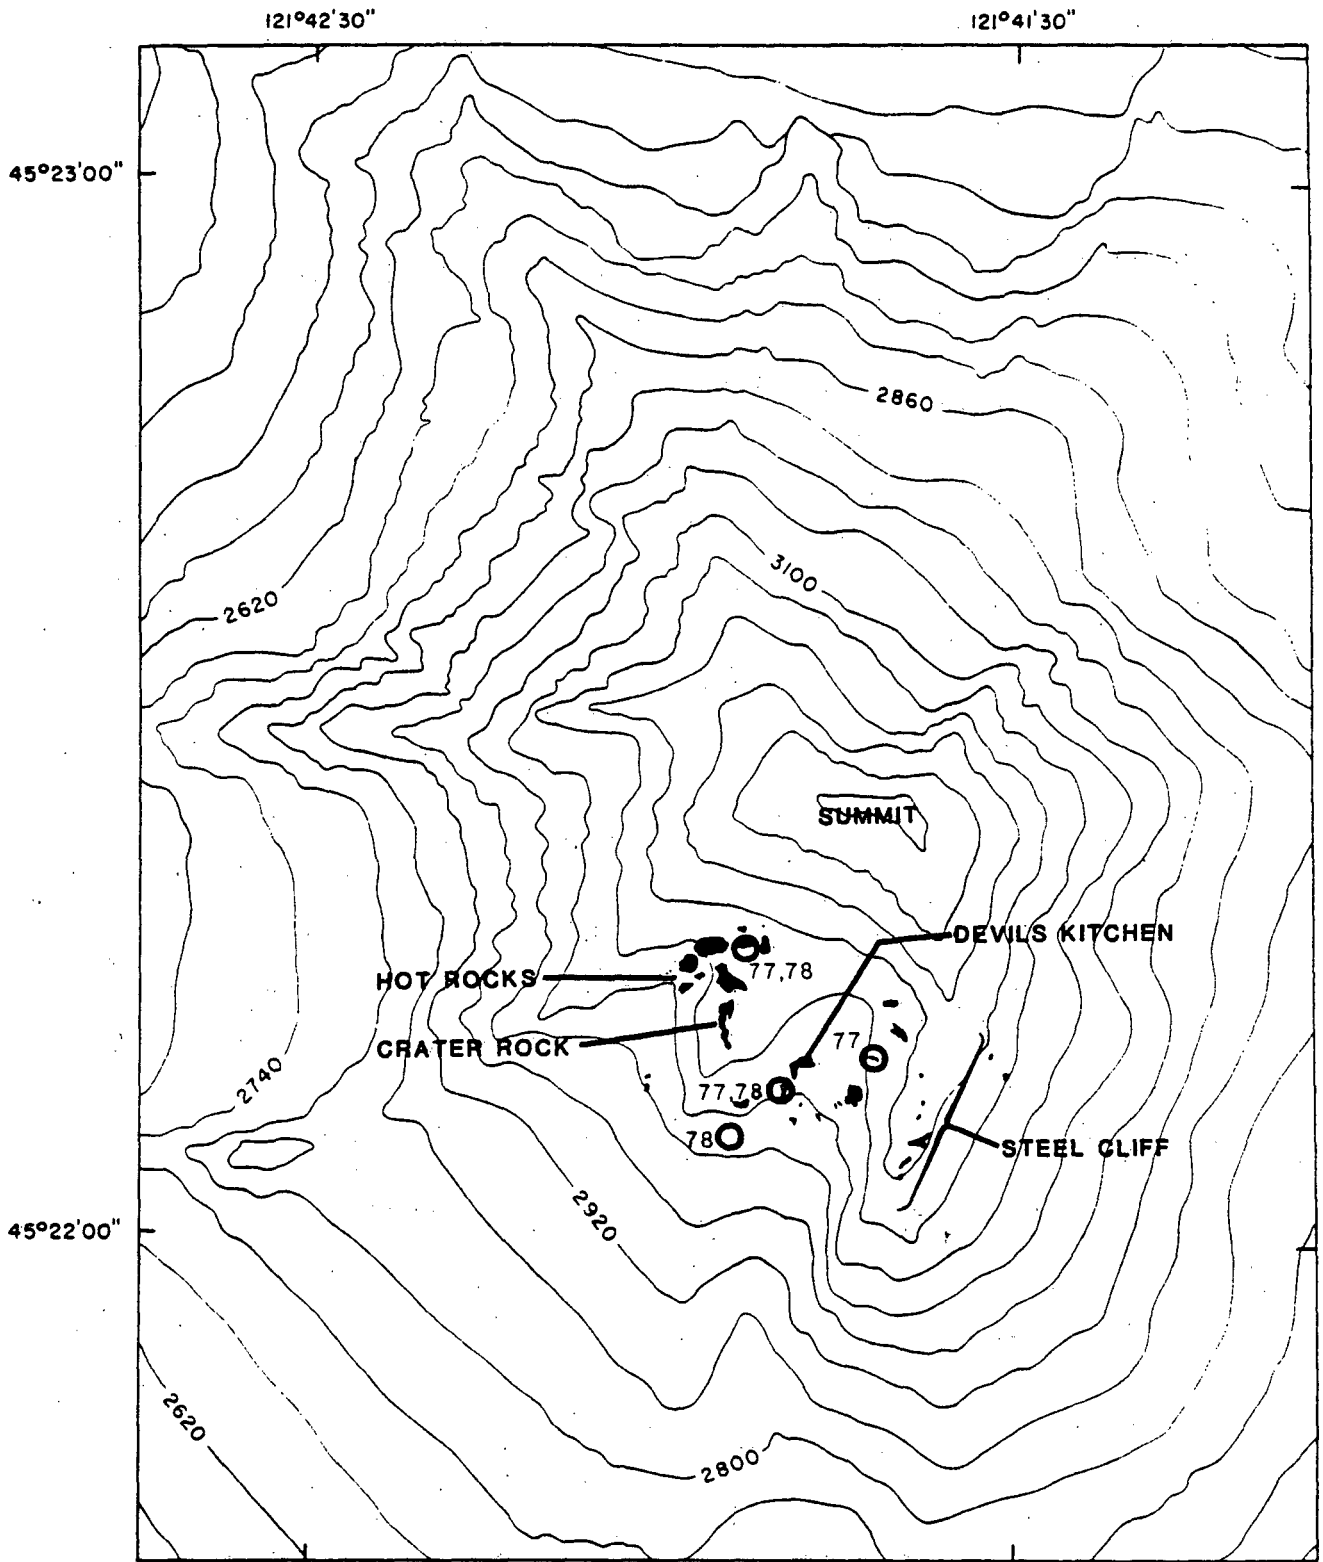 121°42'30" 121°41'30"
45°23'00"
2860
3100
2620
SUMMIT
DEVILS KITCHEN
77,78
HOT ROCKS
77
CRATER ROCK
2740
77,78
78
STEEL CLIFF
2920
45°22'00"
2620
2800